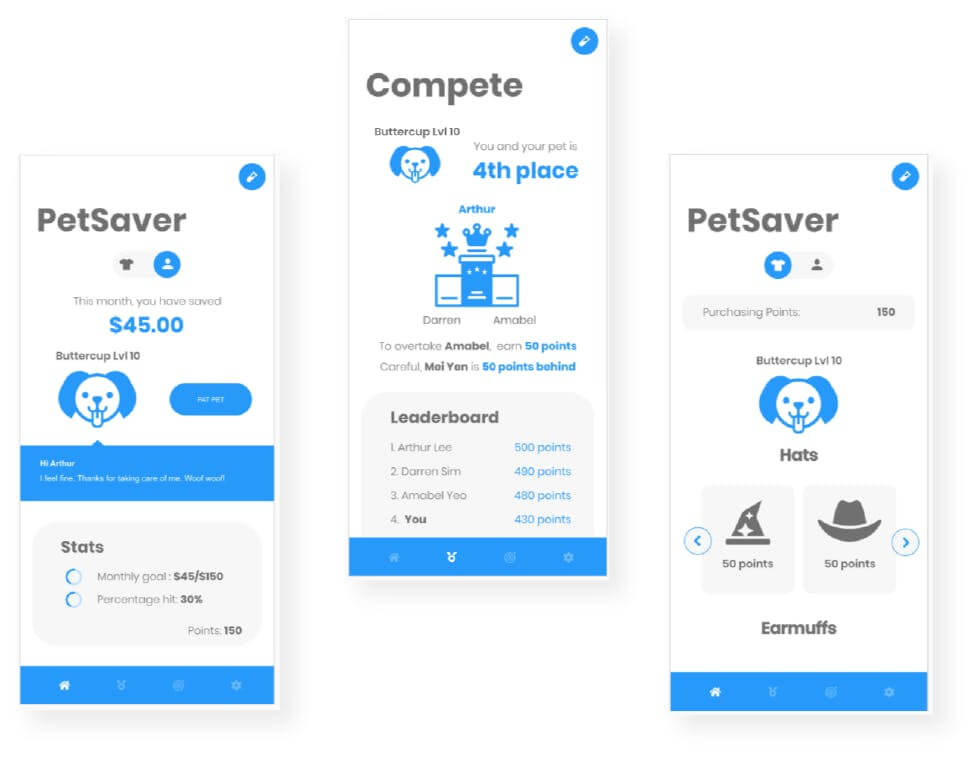 PetSaver
This month, you have saved
$45.00
Buttercup Lvl 10
PAT PET
Hi Arthur
I feel fine. Thanks for taking care of me. Woof woof!
Stats
Monthly goal : $45/$150
Percentage hit: 30%
Points: 150
Compete
Buttercup Lvl 10
You and your pet is
4th place
Arthur
Darren Amabel
To overtake Amabel, earn 50 points
Careful, Mei Yen is 50 points behind
Leaderboard
1. Arthur Lee 500 points
2. Darren Sim 490 points
3. Amabel Yeo 480 points
4. You 430 points
PetSaver
Purchasing Points: 150
Buttercup Lvl 10
Hats
50 points 50 points
Earmuffs